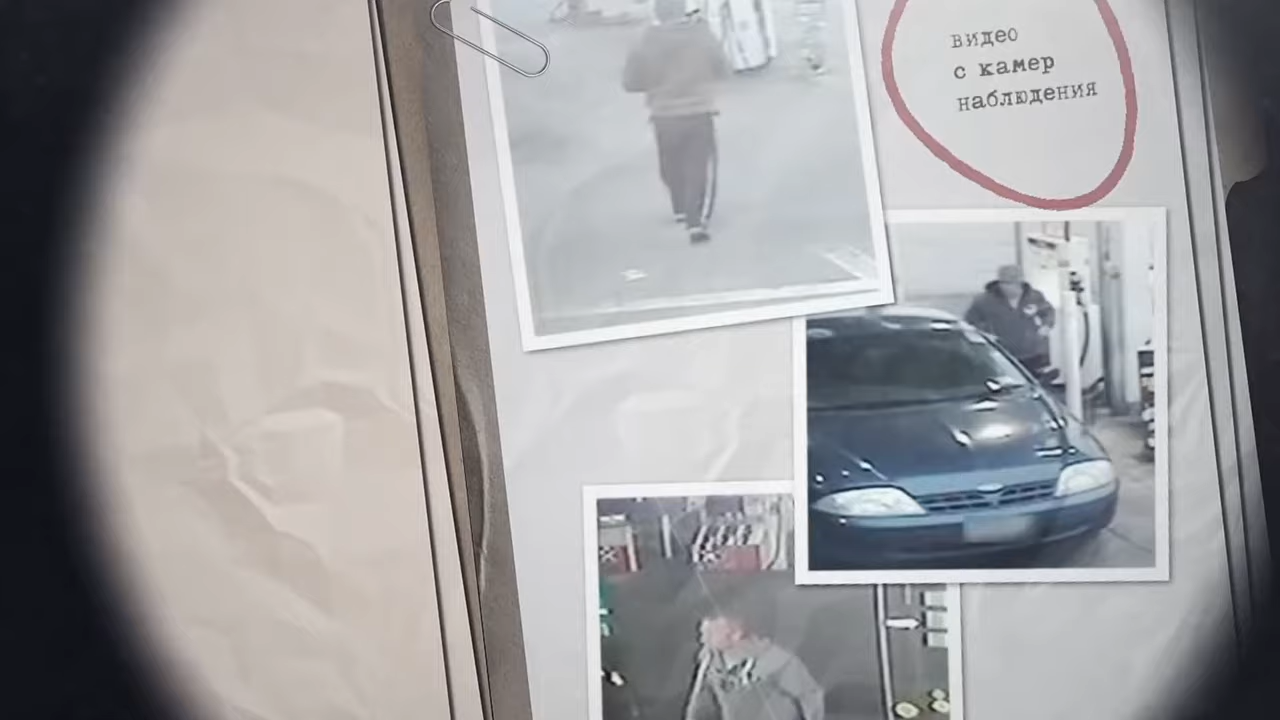 видео
с камер
наблюдения